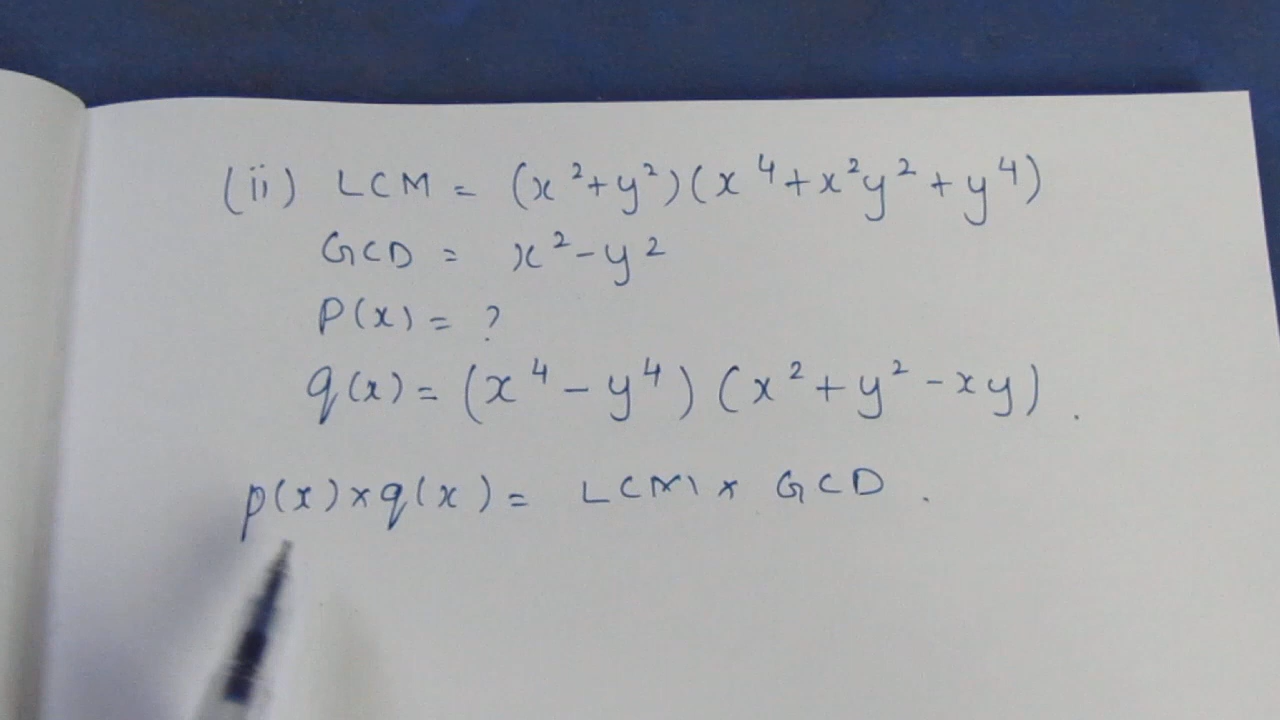 (ii) LCM = (x²+y²)(x⁴+x²y²+y⁴)
GCD = x²-y²
P(x) = ?
q(x) = (x⁴-y⁴)(x²+y²-xy).
p(x)×q(x) = LCM × GCD.